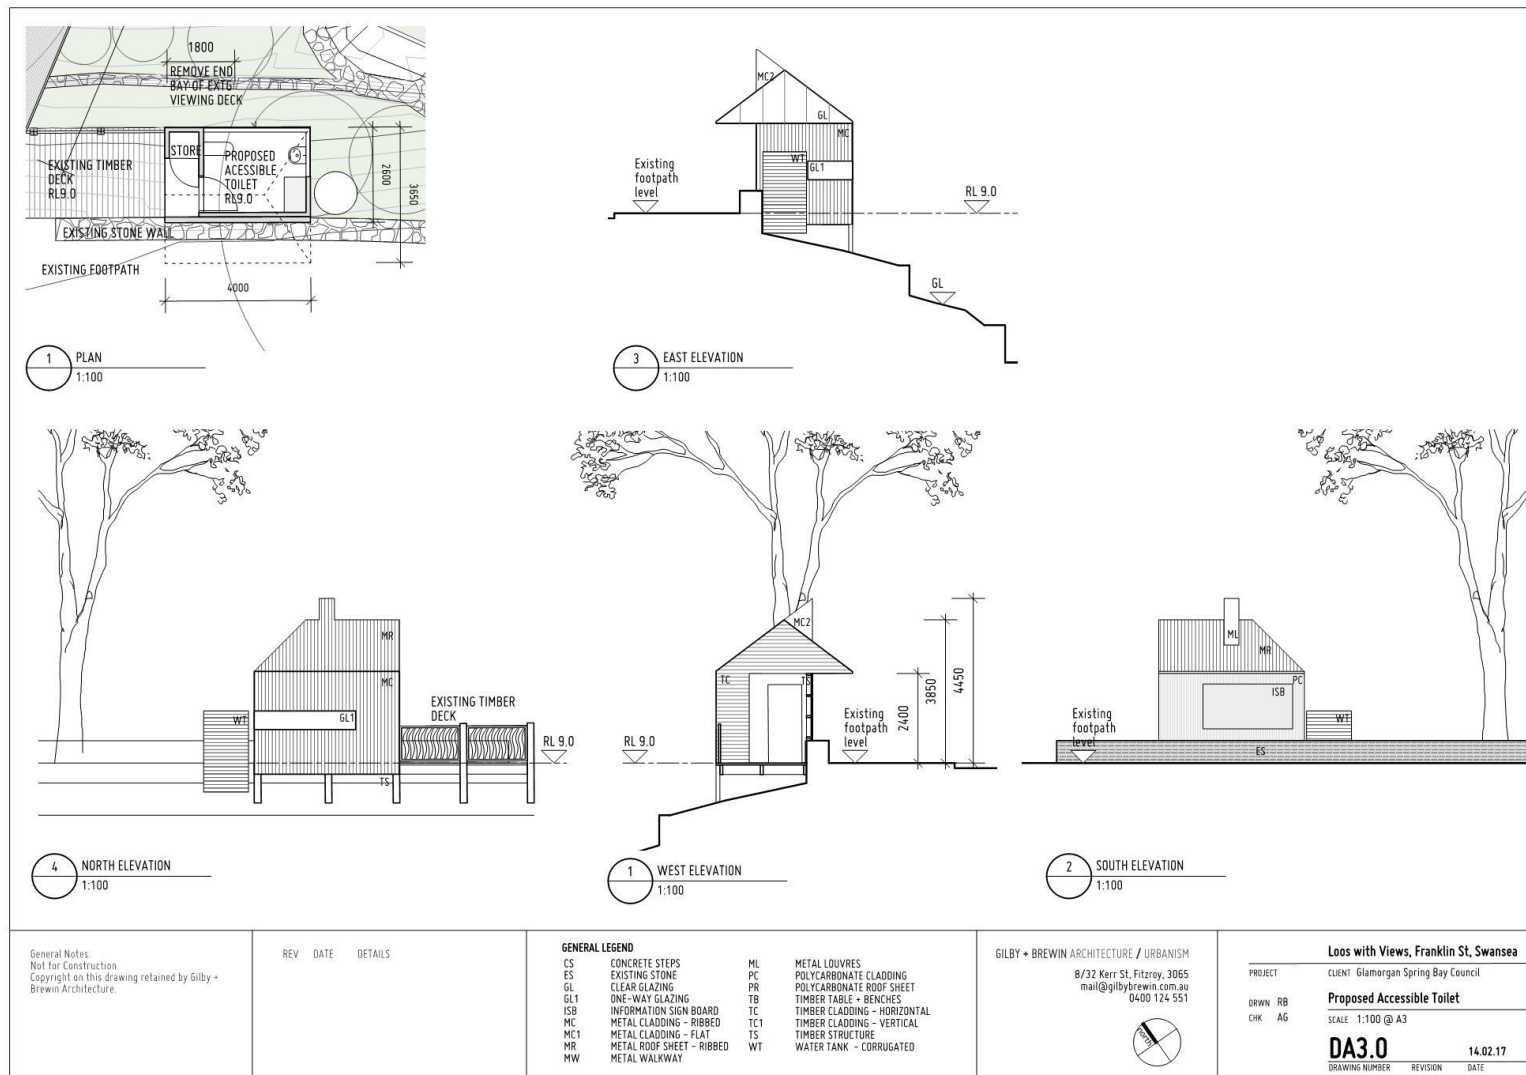 1800
REMOVE END
BAY OF EXTG
VIEWING DECK
STORE
PROPOSED
ACESSIBLE
TOILET
RL9.0
EXISTING TIMBER
DECK
RL9.0
2600
3650
EXISTING STONE WALL
EXISTING FOOTPATH
4000
1 PLAN
1:100
MC2
GL
MC
WT
GL1
Existing
footpath
level
RL 9.0
GL
3 EAST ELEVATION
1:100
MR
MC
WT
GL1
EXISTING TIMBER
DECK
RL 9.0
TS
4 NORTH ELEVATION
1:100
MC2
TC
TS
RL 9.0
Existing
footpath
level
2400
3850
4450
1 WEST ELEVATION
1:100
ML
MR
PC
ISB
WT
Existing
footpath
level
ES
2 SOUTH ELEVATION
1:100
General Notes.
Not for Construction.
Copyright on this drawing retained by Gilby +
Brewin Architecture.
REV DATE DETAILS
GENERAL LEGEND
CS CONCRETE STEPS
ES EXISTING STONE
GL CLEAR GLAZING
GL1 ONE-WAY GLAZING
ISB INFORMATION SIGN BOARD
MC METAL CLADDING - RIBBED
MC1 METAL CLADDING - FLAT
MR METAL ROOF SHEET - RIBBED
MW METAL WALKWAY
ML METAL LOUVRES
PC POLYCARBONATE CLADDING
PR POLYCARBONATE ROOF SHEET
TB TIMBER TABLE + BENCHES
TC TIMBER CLADDING - HORIZONTAL
TC1 TIMBER CLADDING - VERTICAL
TS TIMBER STRUCTURE
WT WATER TANK - CORRUGATED
GILBY + BREWIN ARCHITECTURE / URBANISM
8/32 Kerr St, Fitzroy, 3065
mail@gilbybrewin.com.au
0400 124 551
north
Loos with Views, Franklin St, Swansea
PROJECT CLIENT Glamorgan Spring Bay Council
DRWN RB Proposed Accessible Toilet
CHK AG SCALE 1:100 @ A3
DA3.0 14.02.17
DRAWING NUMBER REVISION DATE